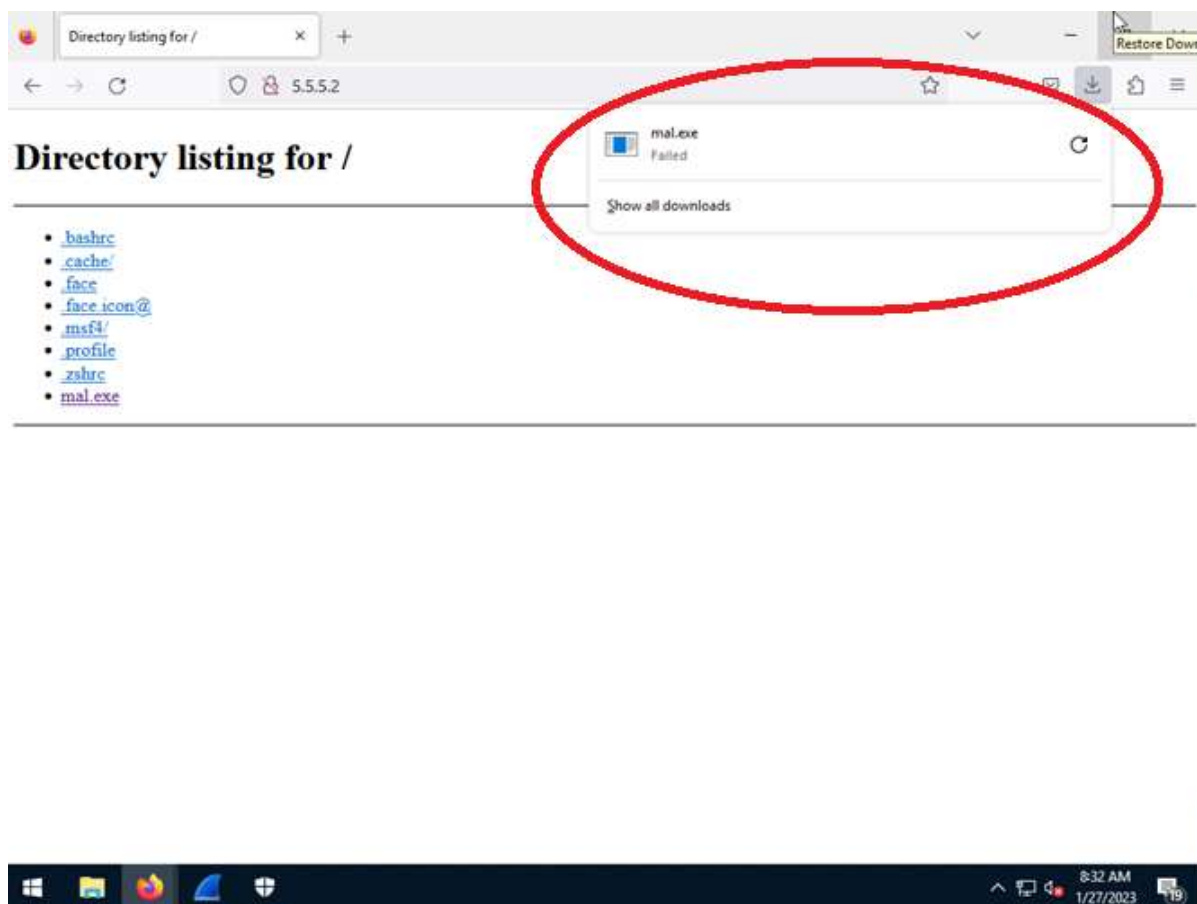 Directory listing for /
Restore Down
5.5.5.2
mal.exe
Failed
Show all downloads
Directory listing for /
.bashrc
.cache/
.face
.face.icon@
.msf4/
.profile
.zshrc
mal.exe
8:32 AM
1/27/2023
19